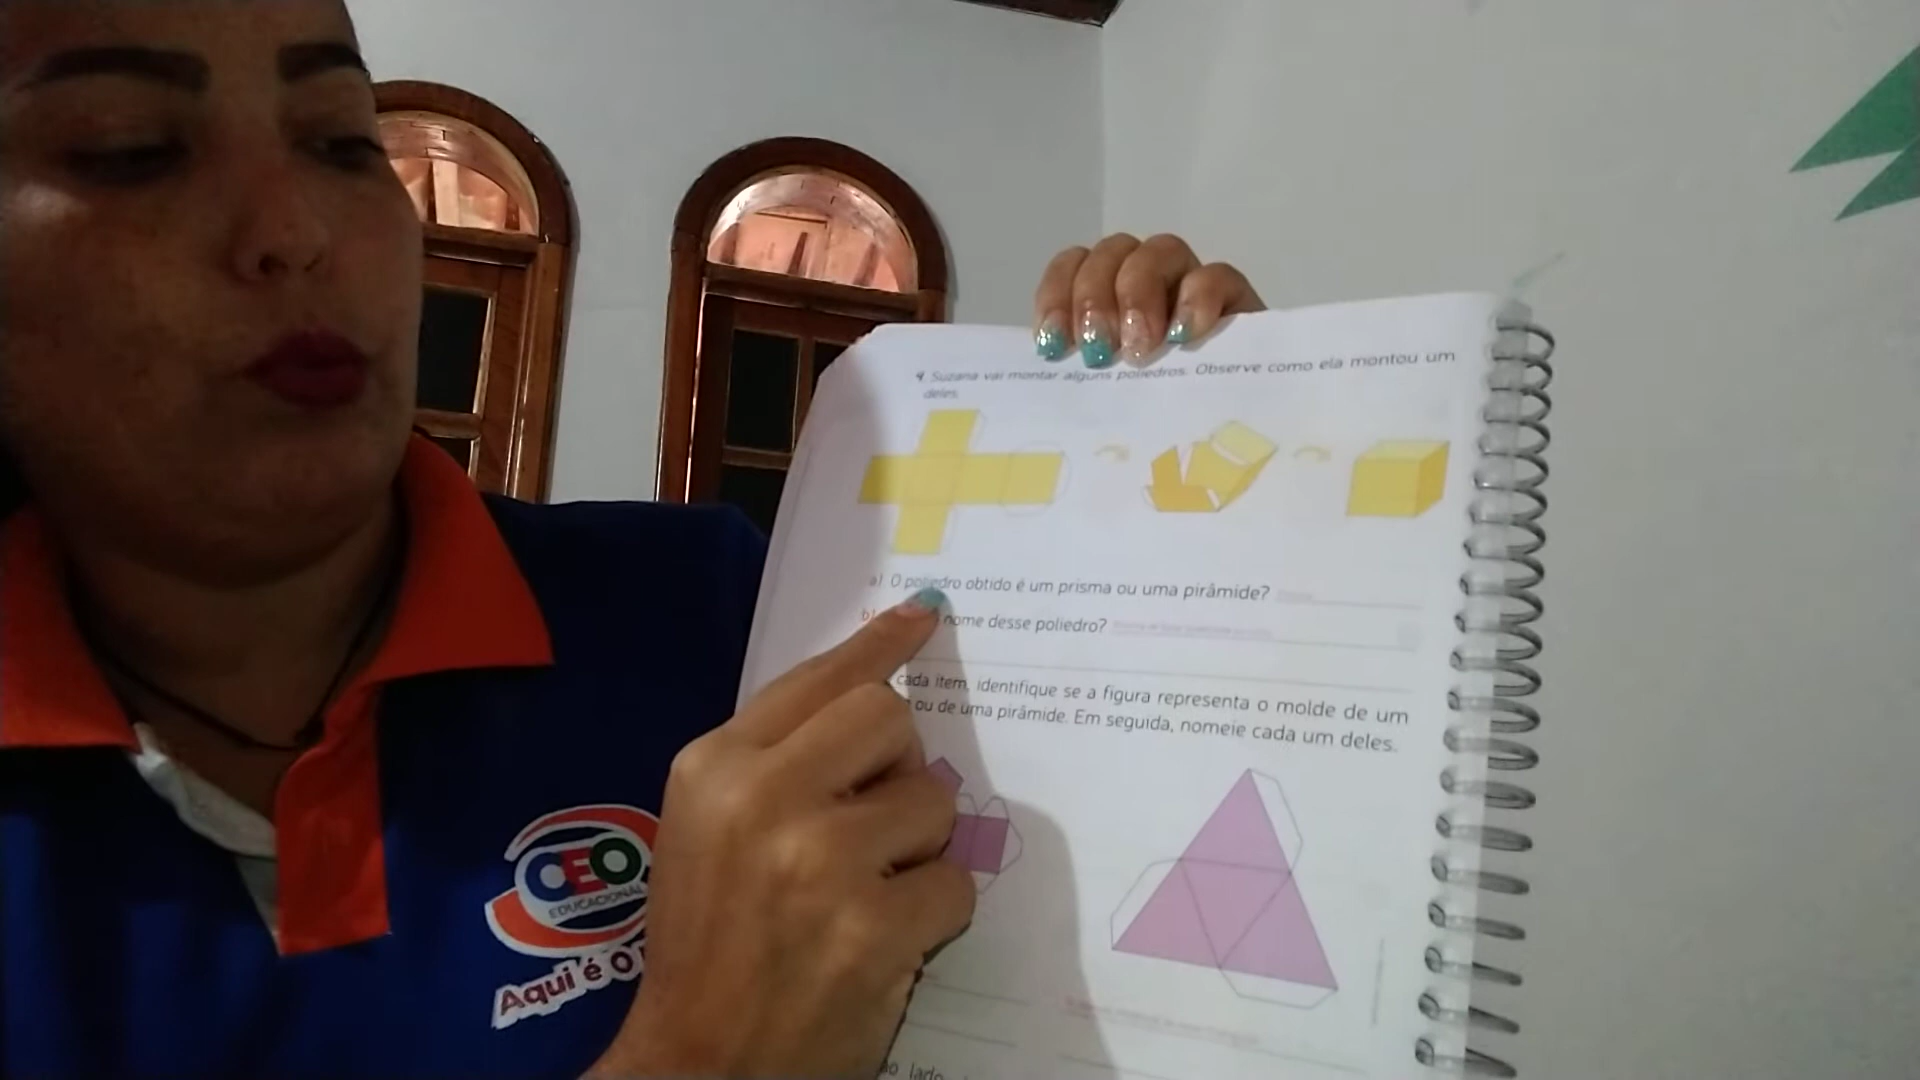 4. Suzana vai montar alguns poliedros. Observe como ela montou um
deles.
a) O poliedro obtido é um prisma ou uma pirâmide?
b) nome desse poliedro?
cada item, identifique se a figura representa o molde de um
ou de uma pirâmide. Em seguida, nomeie cada um deles.
ao lado
CEO
EDUCACIONAL
Aqui é O